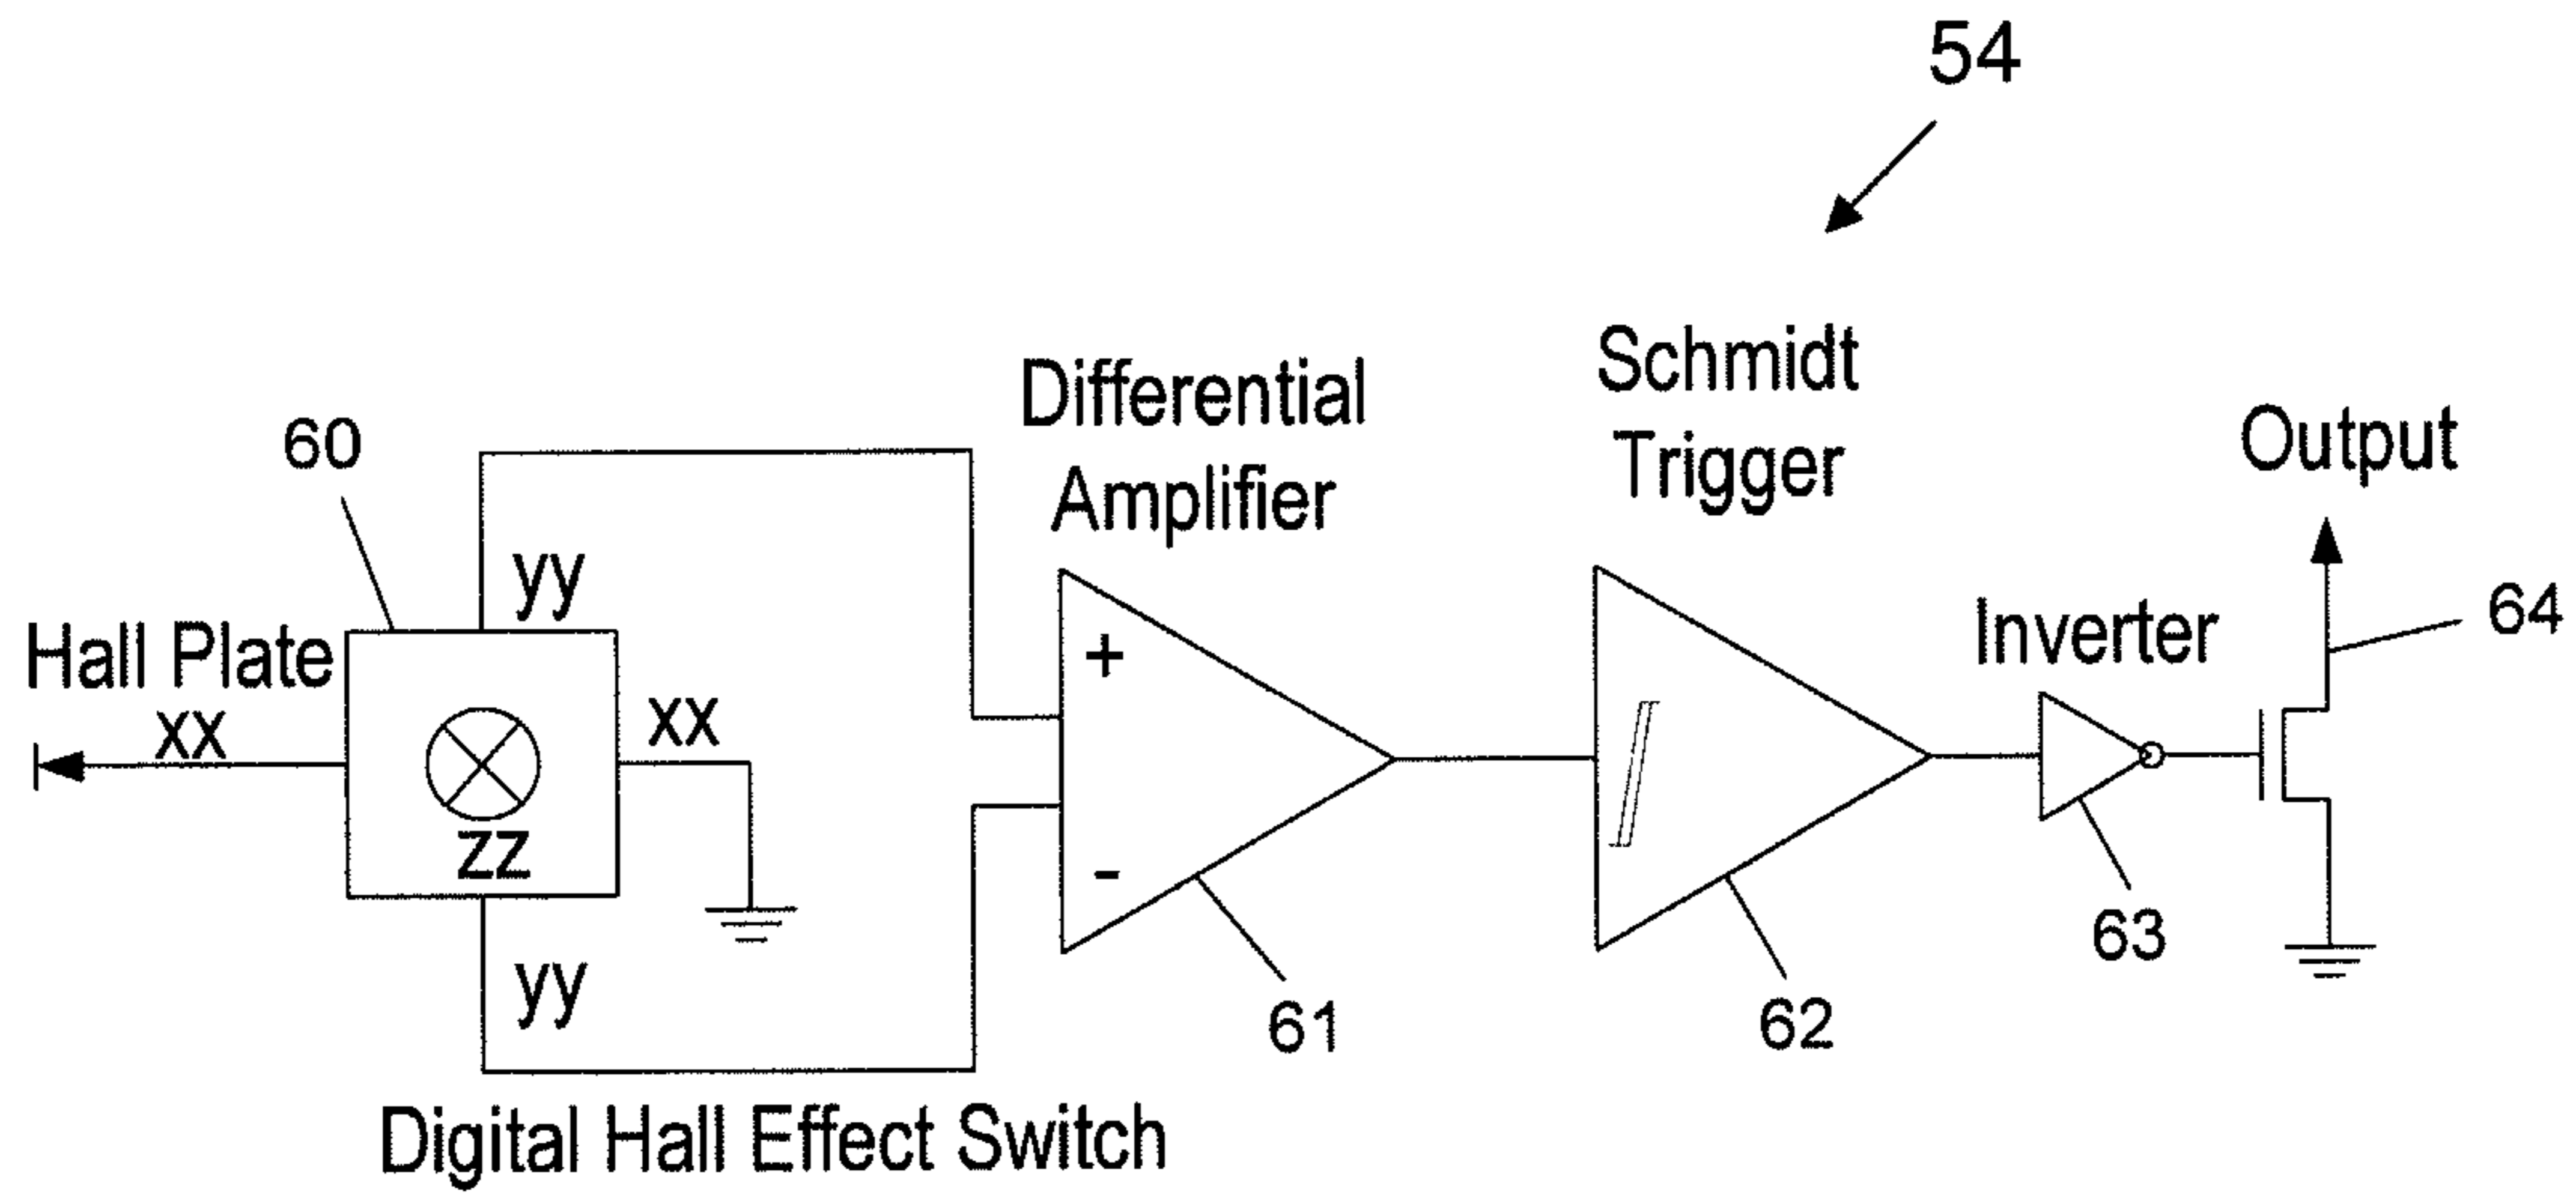 54
Schmidt
Trigger
Differential
Amplifier
Output
60
yy
Inverter
64
Hall Plate
+
xx
xx
zz
-
63
yy
61
62
Digital Hall Effect Switch